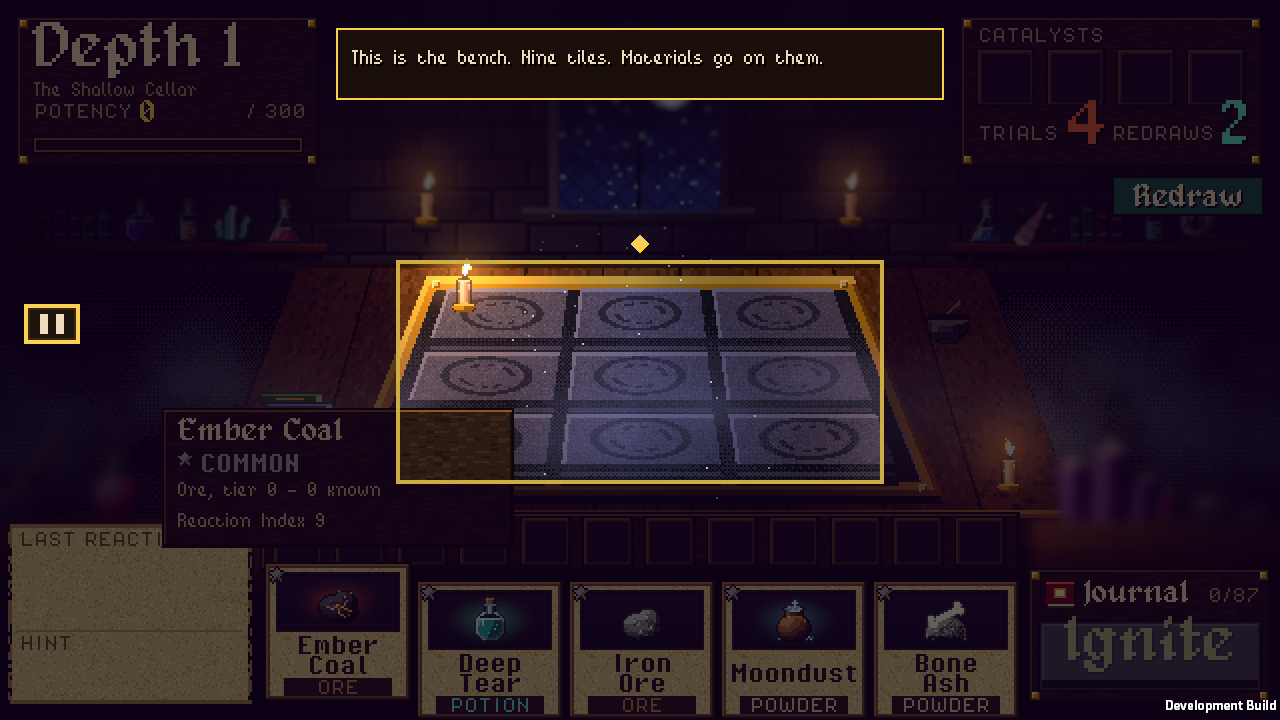 Depth 1
The Shallow Cellar
POTENCY 0 / 300
This is the bench. Nine tiles. Materials go on them.
CATALYSTS
TRIALS 4 REDRAWS 2
Redraw
Ember Coal
COMMON
Ore, tier 0 – 0 known
Reaction Index 9
LAST REACTI
HINT
Ember
Coal
ORE
Deep
Tear
POTION
Iron
Ore
ORE
Moondust
POWDER
Bone
Ash
POWDER
Journal 0/87
Ignite
Development Build